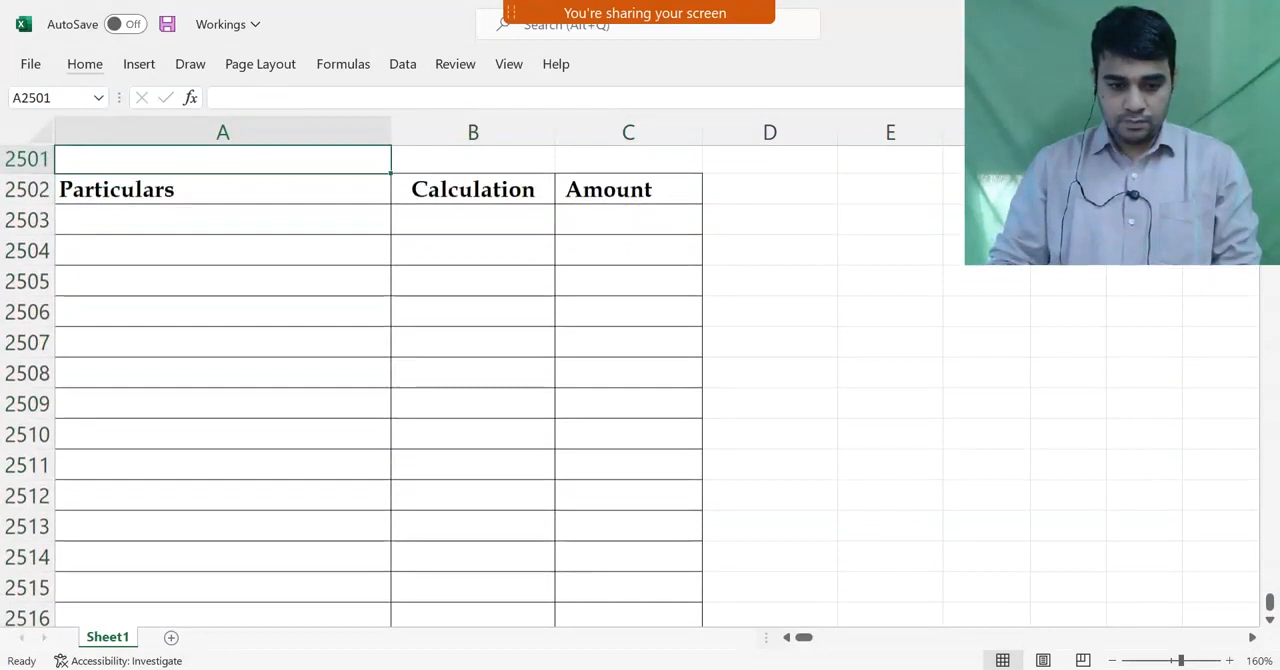 AutoSave Off Workings
You're sharing your screen
Search (Alt+Q)
File Home Insert Draw Page Layout Formulas Data Review View Help
A2501 fx
A B C D E
2501
2502 Particulars Calculation Amount
2503
2504
2505
2506
2507
2508
2509
2510
2511
2512
2513
2514
2515
2516
Sheet1
Ready Accessibility: Investigate 160%